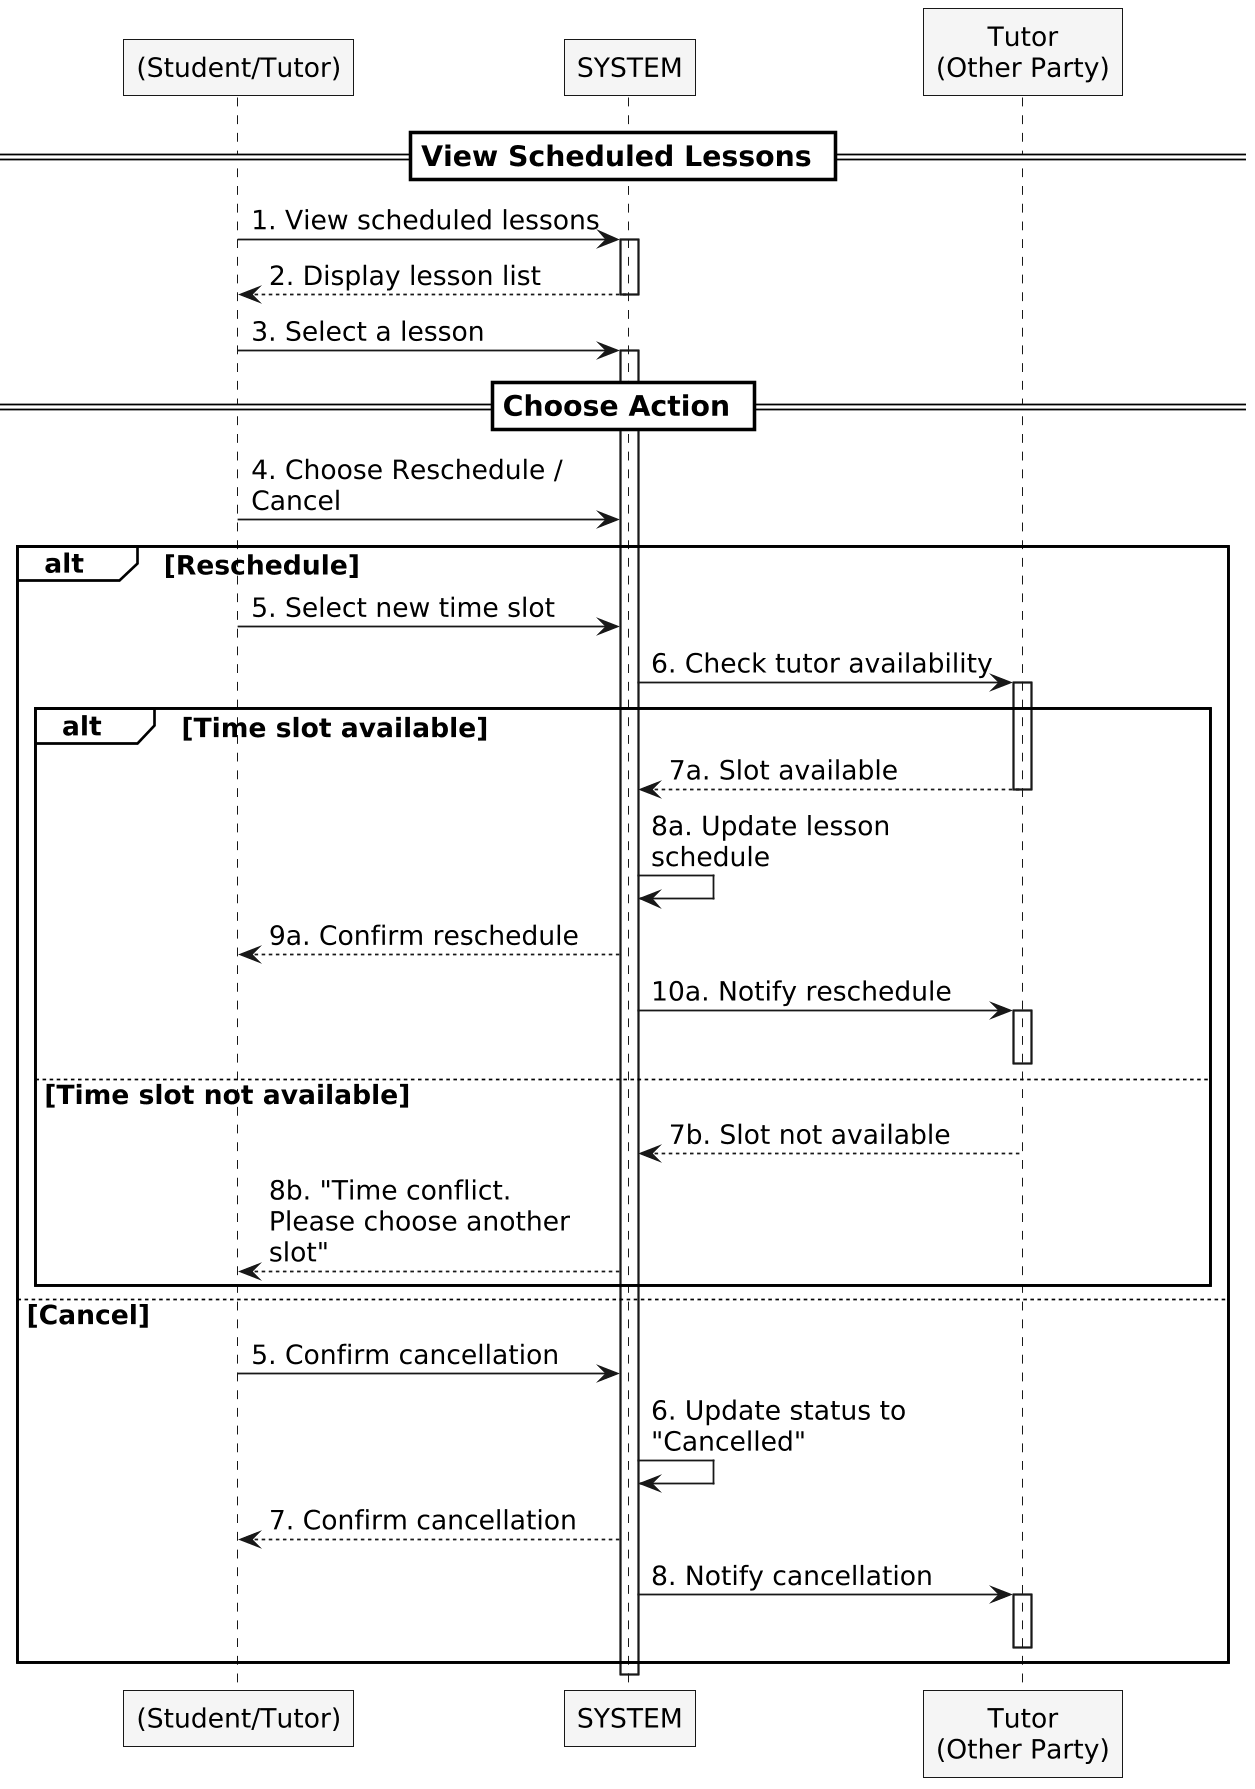 Tutor
(Student/Tutor) SYSTEM (Other Party)
View Scheduled Lessons
1. View scheduled lessons
2. Display lesson list
3. Select a lesson
Choose Action
4. Choose Reschedule /
Cancel
alt [Reschedule]
5. Select new time slot
6. Check tutor availability
alt [Time slot available]
7a. Slot available
8a. Update lesson
schedule
9a. Confirm reschedule
10a. Notify reschedule
[Time slot not available]
7b. Slot not available
8b. "Time conflict.
Please choose another
slot"
[Cancel]
5. Confirm cancellation
6. Update status to
"Cancelled"
7. Confirm cancellation
8. Notify cancellation
(Student/Tutor) SYSTEM Tutor
(Other Party)